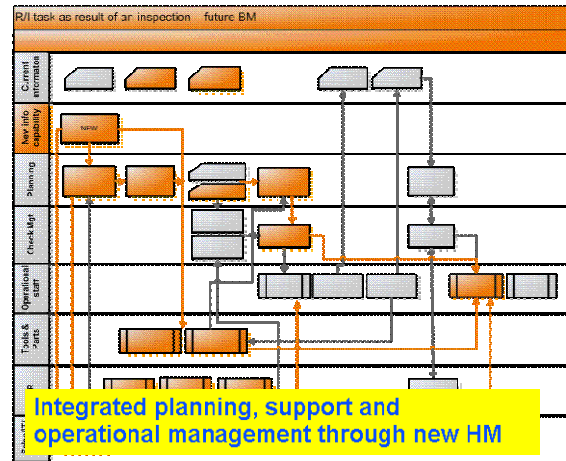 R/I task as result of an inspection future BM
Current
information
New info
capability
NEW
Planning
Check Mgt
Operational
staff
Tools &
Parts
Integrated planning, support and
operational management through new HM